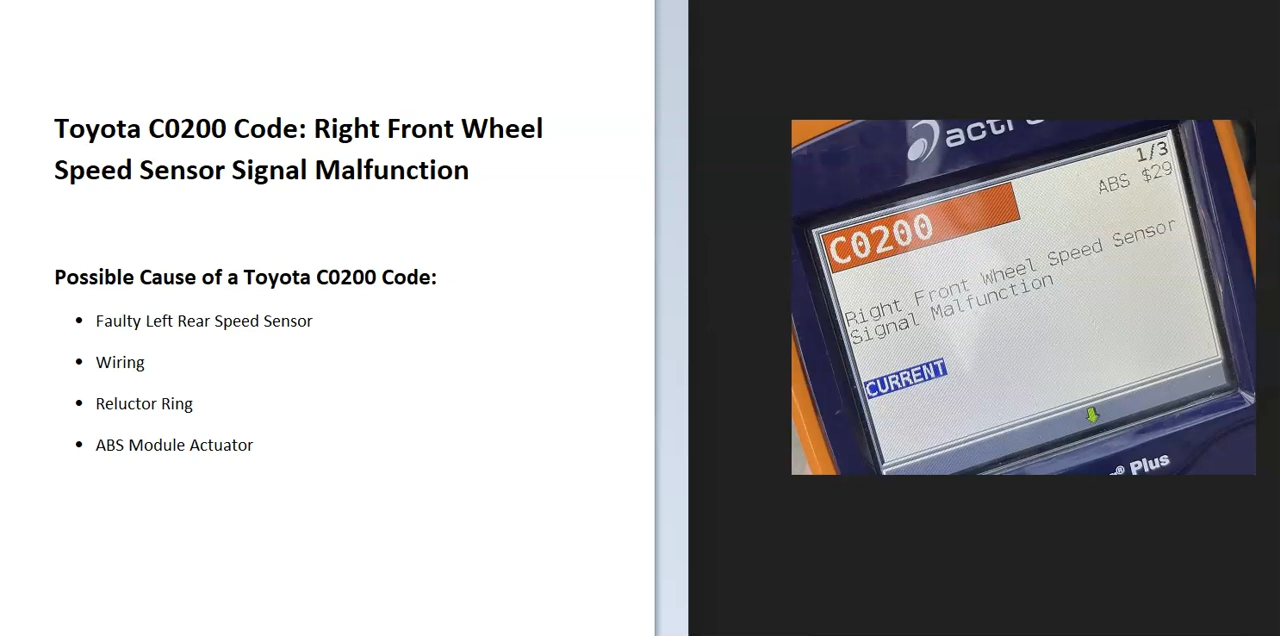 Toyota C0200 Code: Right Front Wheel
Speed Sensor Signal Malfunction
Possible Cause of a Toyota C0200 Code:
• Faulty Left Rear Speed Sensor
• Wiring
• Reluctor Ring
• ABS Module Actuator
1/3
ABS $29
C0200
Right Front Wheel Speed Sensor
Signal Malfunction
CURRENT
® Plus